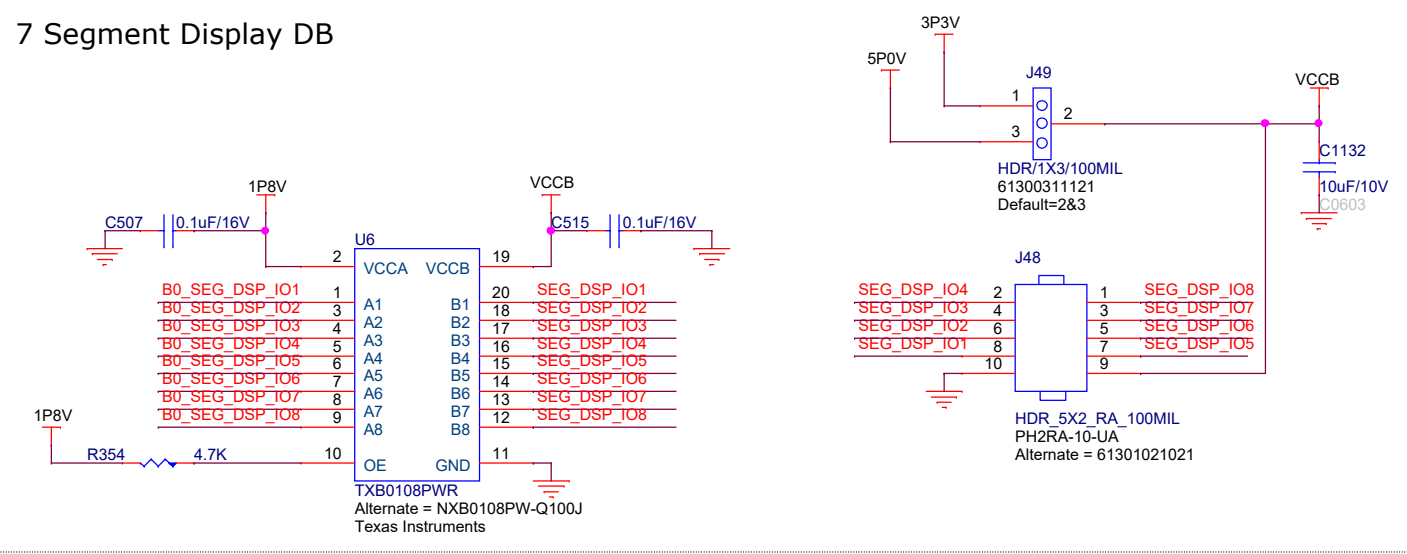 7 Segment Display DB
3P3V
5P0V
J49
1
2
3
HDR/1X3/100MIL
61300311121
Default=2&3
VCCB
C1132
10uF/10V
C0603
1P8V
C507
0.1uF/16V
VCCB
C515
0.1uF/16V
U6
2 VCCA VCCB 19
B0_SEG_DSP_IO1 1 A1 B1 20 SEG_DSP_IO1
B0_SEG_DSP_IO2 3 A2 B2 18 SEG_DSP_IO2
B0_SEG_DSP_IO3 4 A3 B3 17 SEG_DSP_IO3
B0_SEG_DSP_IO4 5 A4 B4 16 SEG_DSP_IO4
B0_SEG_DSP_IO5 6 A5 B5 15 SEG_DSP_IO5
B0_SEG_DSP_IO6 7 A6 B6 14 SEG_DSP_IO6
B0_SEG_DSP_IO7 8 A7 B7 13 SEG_DSP_IO7
B0_SEG_DSP_IO8 9 A8 B8 12 SEG_DSP_IO8
1P8V
R354 4.7K 10 OE GND 11
TXB0108PWR
Alternate = NXB0108PW-Q100J
Texas Instruments
J48
SEG_DSP_IO4 2 1 SEG_DSP_IO8
SEG_DSP_IO3 4 3 SEG_DSP_IO7
SEG_DSP_IO2 6 5 SEG_DSP_IO6
SEG_DSP_IO1 8 7 SEG_DSP_IO5
10 9
HDR_5X2_RA_100MIL
PH2RA-10-UA
Alternate = 61301021021